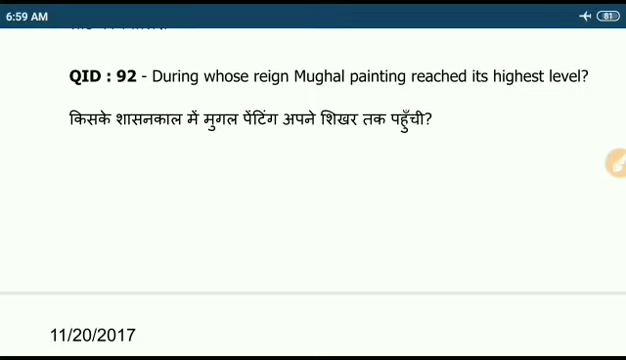 6:59 AM
81
QID : 92 - During whose reign Mughal painting reached its highest level?
किसके शासनकाल में मुगल पेंटिंग अपने शिखर तक पहुँची?
11/20/2017